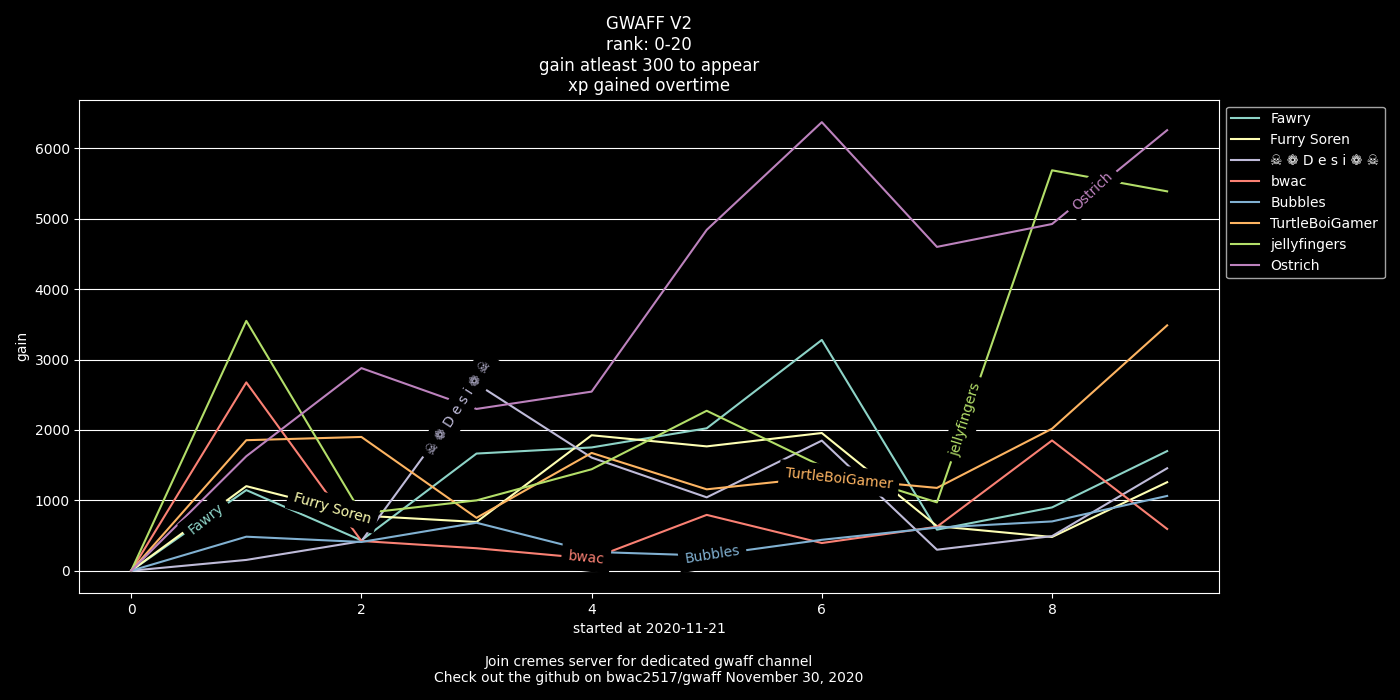 GWAFF V2
rank: 0-20
gain atleast 300 to appear
xp gained overtime
Fawry
Furry Soren
☠ ❁ D e s i ❁ ☠
bwac
Bubbles
TurtleBoiGamer
jellyfingers
Ostrich
gain
6000
5000
4000
3000
2000
1000
0
Fawry
Furry Soren
☠ ❁ D e s i ❁ ☠
bwac
Bubbles
TurtleBoiGamer
jellyfingers
Ostrich
0 2 4 6 8
started at 2020-11-21
Join cremes server for dedicated gwaff channel
Check out the github on bwac2517/gwaff November 30, 2020